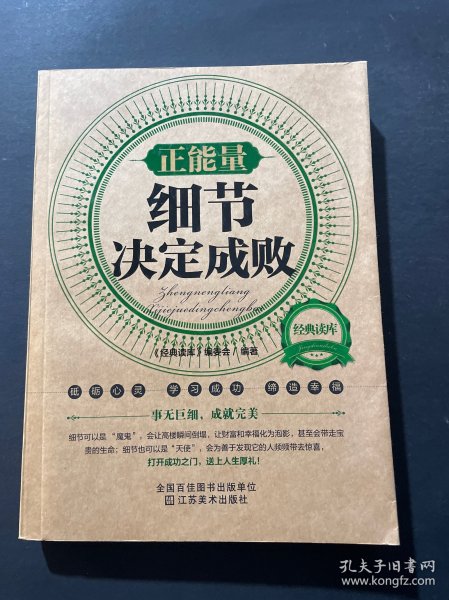 正能量
细节
决定成败
Zhengnengliang
Xijiejuedingchengbai
经典读库
《经典读库》编委会/编著
砥砺心灵 学习成功 缔造幸福
事无巨细,成就完美
细节可以是“魔鬼”,会让高楼瞬间倒塌,让财富和幸福化为泡影,甚至会带走宝
贵的生命;细节也可以是“天使”,会为善于发现它的人频频带去惊喜,
打开成功之门,送上人生厚礼!
全国百佳图书出版单位
江苏美术出版社
孔夫子旧书网
www.kongfz.com